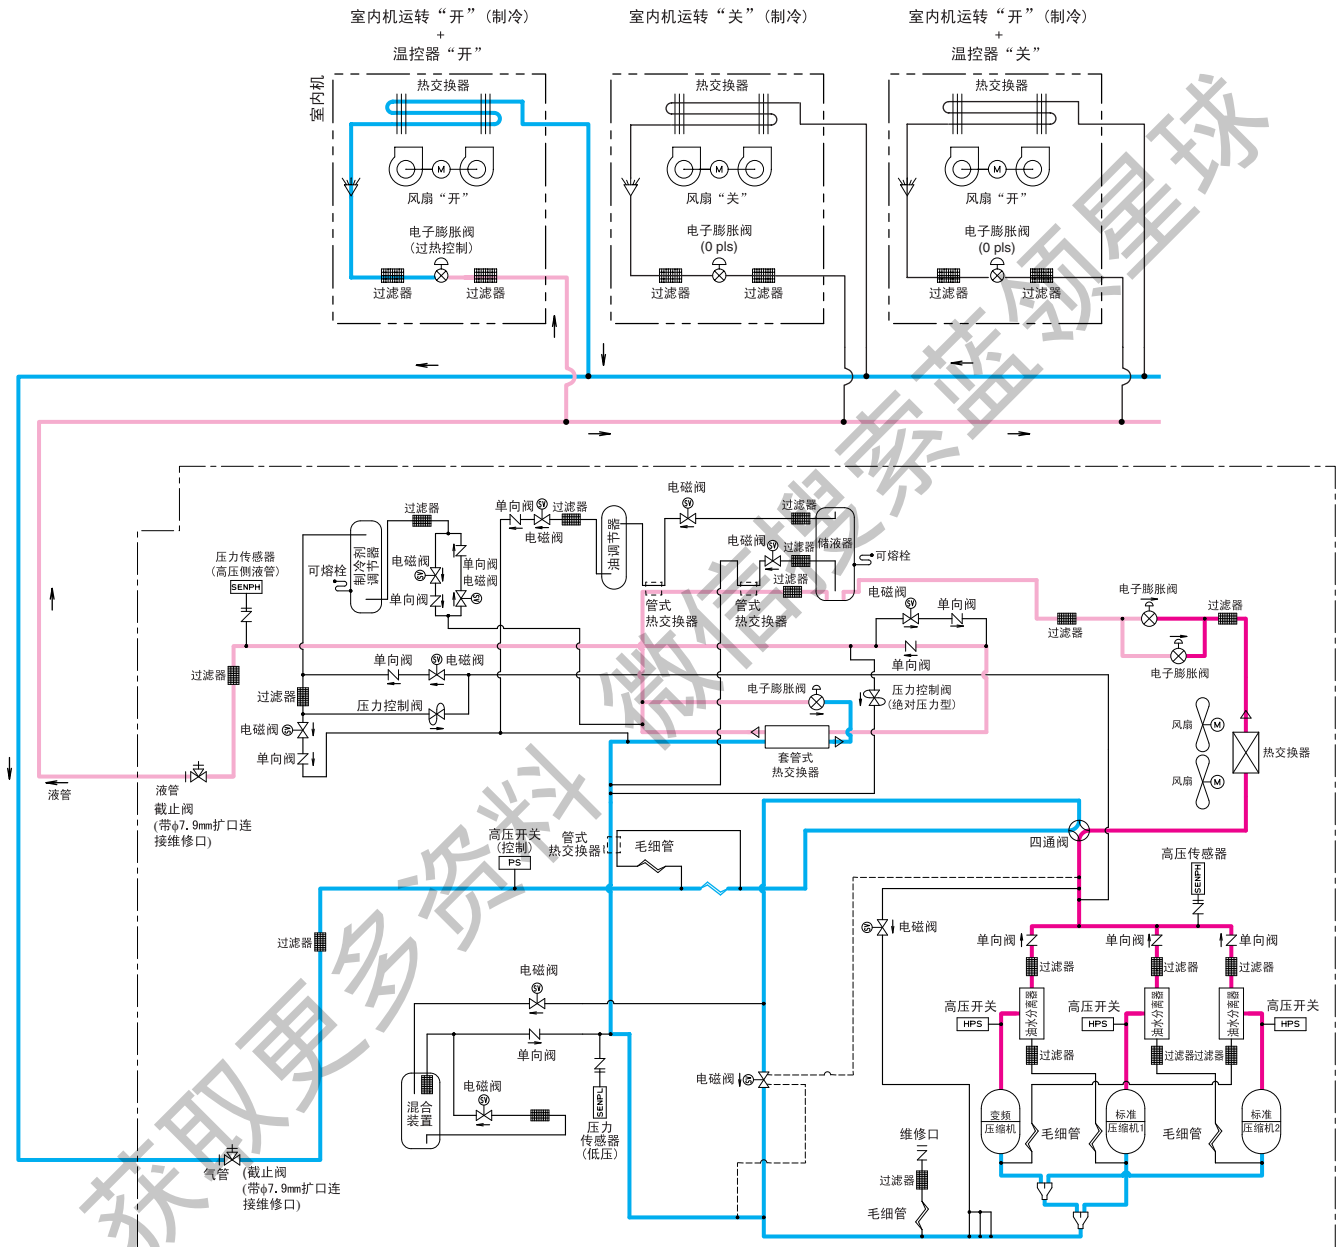 室内机运转“开”(制冷)
+
温控器“开”
室内机运转“关”(制冷)
室内机运转“开”(制冷)
+
温控器“关”
室内机
热交换器
M
风扇“开”
电子膨胀阀
(过热控制)
过滤器
过滤器
热交换器
M
风扇“关”
电子膨胀阀
(0 pls)
过滤器
过滤器
热交换器
M
风扇“开”
电子膨胀阀
(0 pls)
过滤器
过滤器
压力传感器
(高压侧液管)
SENPH
可熔栓
制冷剂
调节器
过滤器
电磁阀
SV
单向阀
单向阀
电磁阀
SV
单向阀
SV
电磁阀
过滤器
油调节器
电磁阀
SV
过滤器
储液器
电磁阀
SV
过滤器
过滤器
可熔栓
管式
热交换器
管式
热交换器
电磁阀
SV
单向阀
单向阀
过滤器
电子膨胀阀
过滤器
电子膨胀阀
过滤器
单向阀
SV
电磁阀
过滤器
压力控制阀
电磁阀
SV
单向阀
电子膨胀阀
压力控制阀
(绝对压力型)
套管式
热交换器
风扇
M
风扇
M
热交换器
液管
液管
截止阀
(带φ7.9mm扩口连
接维修口)
高压开关
(控制)
PS
管式
热交换器
毛细管
四通阀
高压传感器
SENPH
过滤器
SV
电磁阀
单向阀
单向阀
单向阀
过滤器
过滤器
过滤器
油水分离器
油水分离器
油水分离器
高压开关
HPS
高压开关
HPS
高压开关
HPS
过滤器
过滤器
过滤器
电磁阀
SV
单向阀
混合
装置
电磁阀
SV
SENPL
压力
传感器
(低压)
电磁阀
SV
变频
压缩机
标准
压缩机1
标准
压缩机2
毛细管
毛细管
维修口
过滤器
毛细管
气管
(截止阀
(带φ7.9mm扩口连
接维修口)
获取更多资料 微信搜索蓝领星球